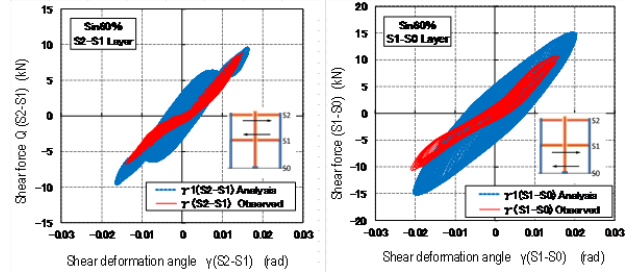 Sin60%
S2-S1 Layer
Shear force Q (S2-S1) (kN)
15
10
5
0
-5
-10
-15
-0.03
-0.02
-0.01
0
0.01
0.02
0.03
S2
S1
S0
γ1(S2-S1) Analysis
γ (S2-S1) Observed
Shear deformation angle γ(S2-S1) (rad)
Sin60%
S1-S0 Layer
Shear force (S1-S0) (kN)
20
15
10
5
0
-5
-10
-15
-20
-0.03
-0.02
-0.01
0
0.01
0.02
0.03
S2
S1
S0
γ1(S1-S0) Analysis
γ (S1-S0) Observed
Shear deformation angle γ(S1-S0) (rad)